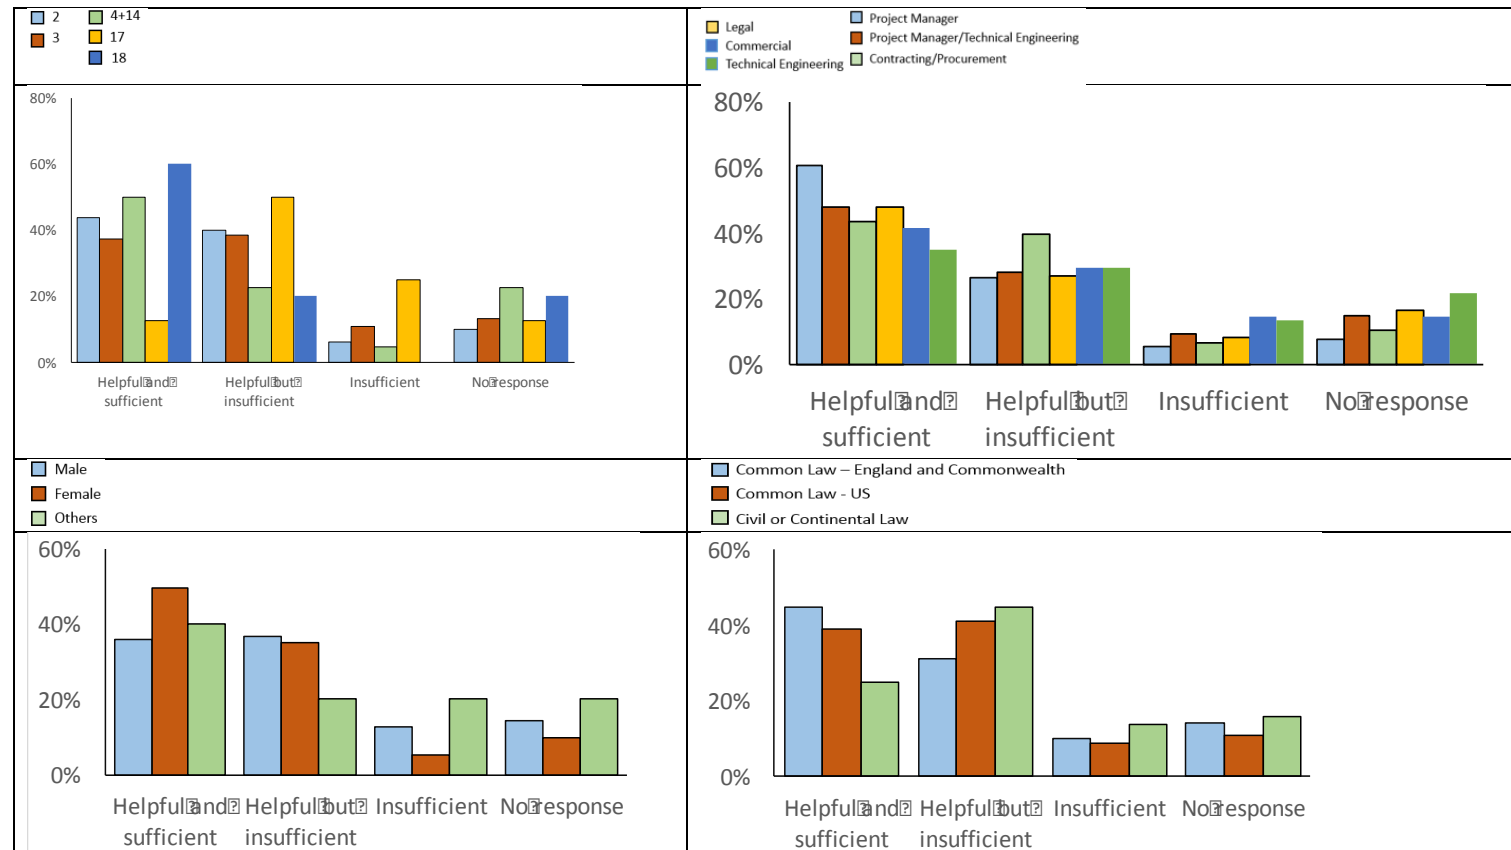 2
4+14
3
17
18
80%
60%
40%
20%
0%
Helpful and
sufficient
Helpful but
insufficient
Insufficient
No response
Legal
Commercial
Technical Engineering
Project Manager
Project Manager/Technical Engineering
Contracting/Procurement
80%
60%
40%
20%
0%
Helpful and
sufficient
Helpful but
insufficient
Insufficient
No response
Male
Female
Others
60%
40%
20%
0%
Helpful and
sufficient
Helpful but
insufficient
Insufficient
No response
Common Law – England and Commonwealth
Common Law - US
Civil or Continental Law
60%
40%
20%
0%
Helpful and
sufficient
Helpful but
insufficient
Insufficient
No response